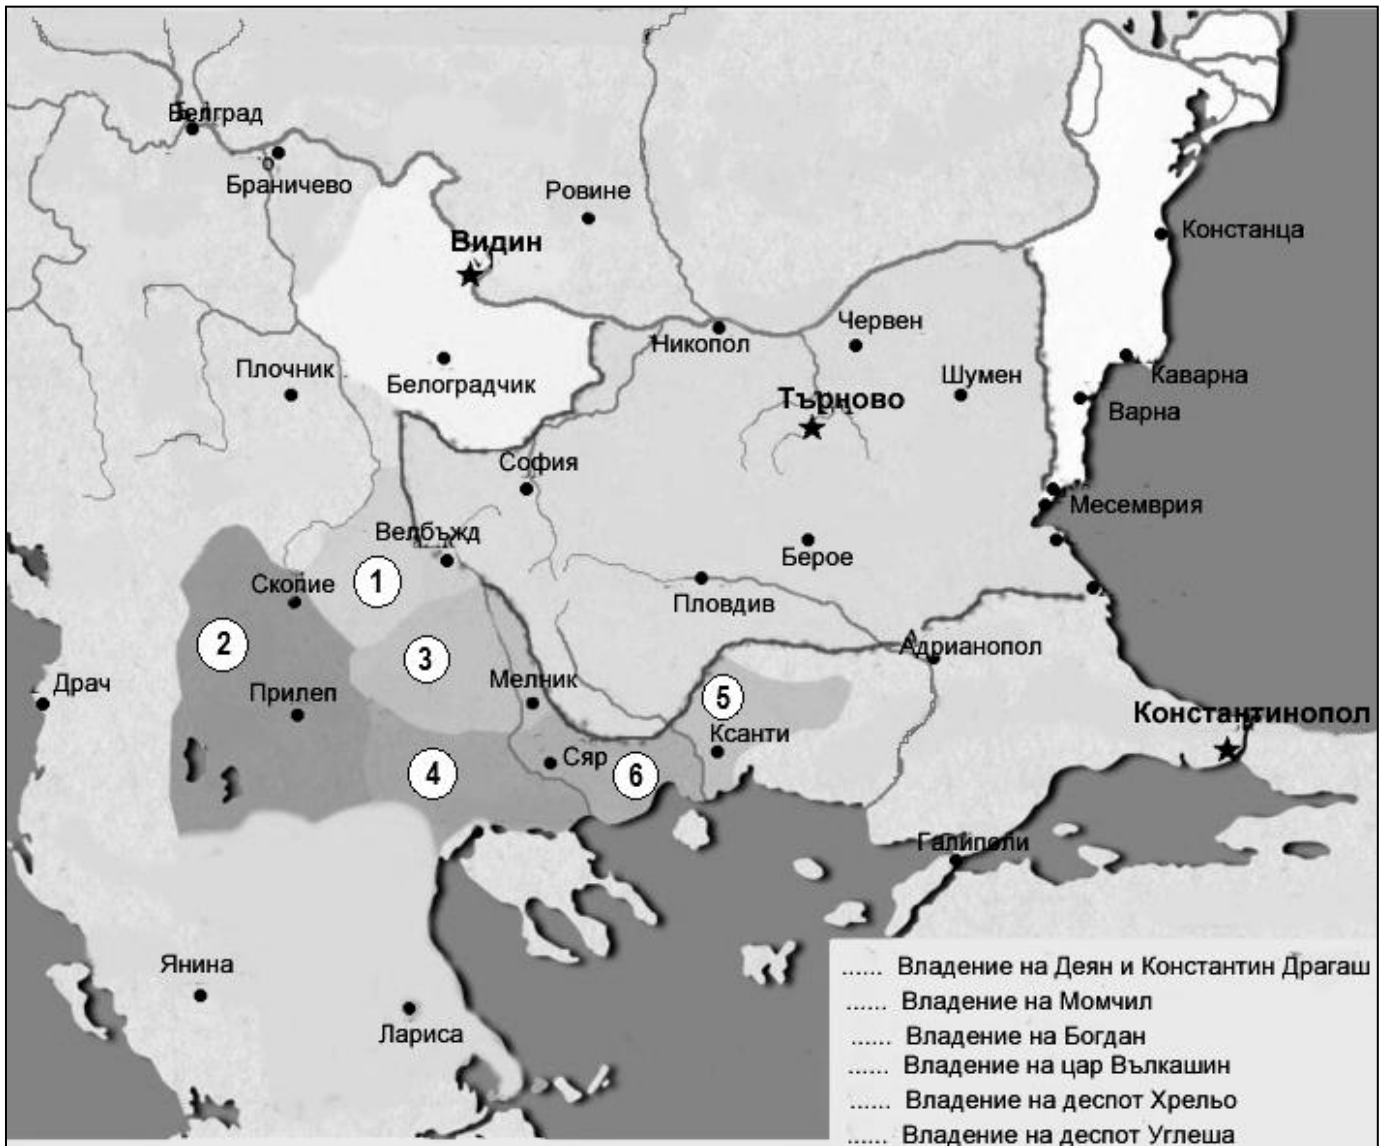 Белград
Браничево
Ровине
Видин
Констанца
Червен
Никопол
Плочник
Белоградчик
Шумен
Каварна
Търново
Варна
София
Месемврия
Велбъжд
Берое
1
Скопие
Пловдив
2
3
Адрианопол
Мелник
Драч
Прилеп
5
Константинопол
Ксанти
Сяр
4
6
Галиполи
Янина
Лариса
...... Владение на Деян и Константин Драгаш
...... Владение на Момчил
...... Владение на Богдан
...... Владение на цар Вълкашин
...... Владение на деспот Хрельо
...... Владение на деспот Углеша